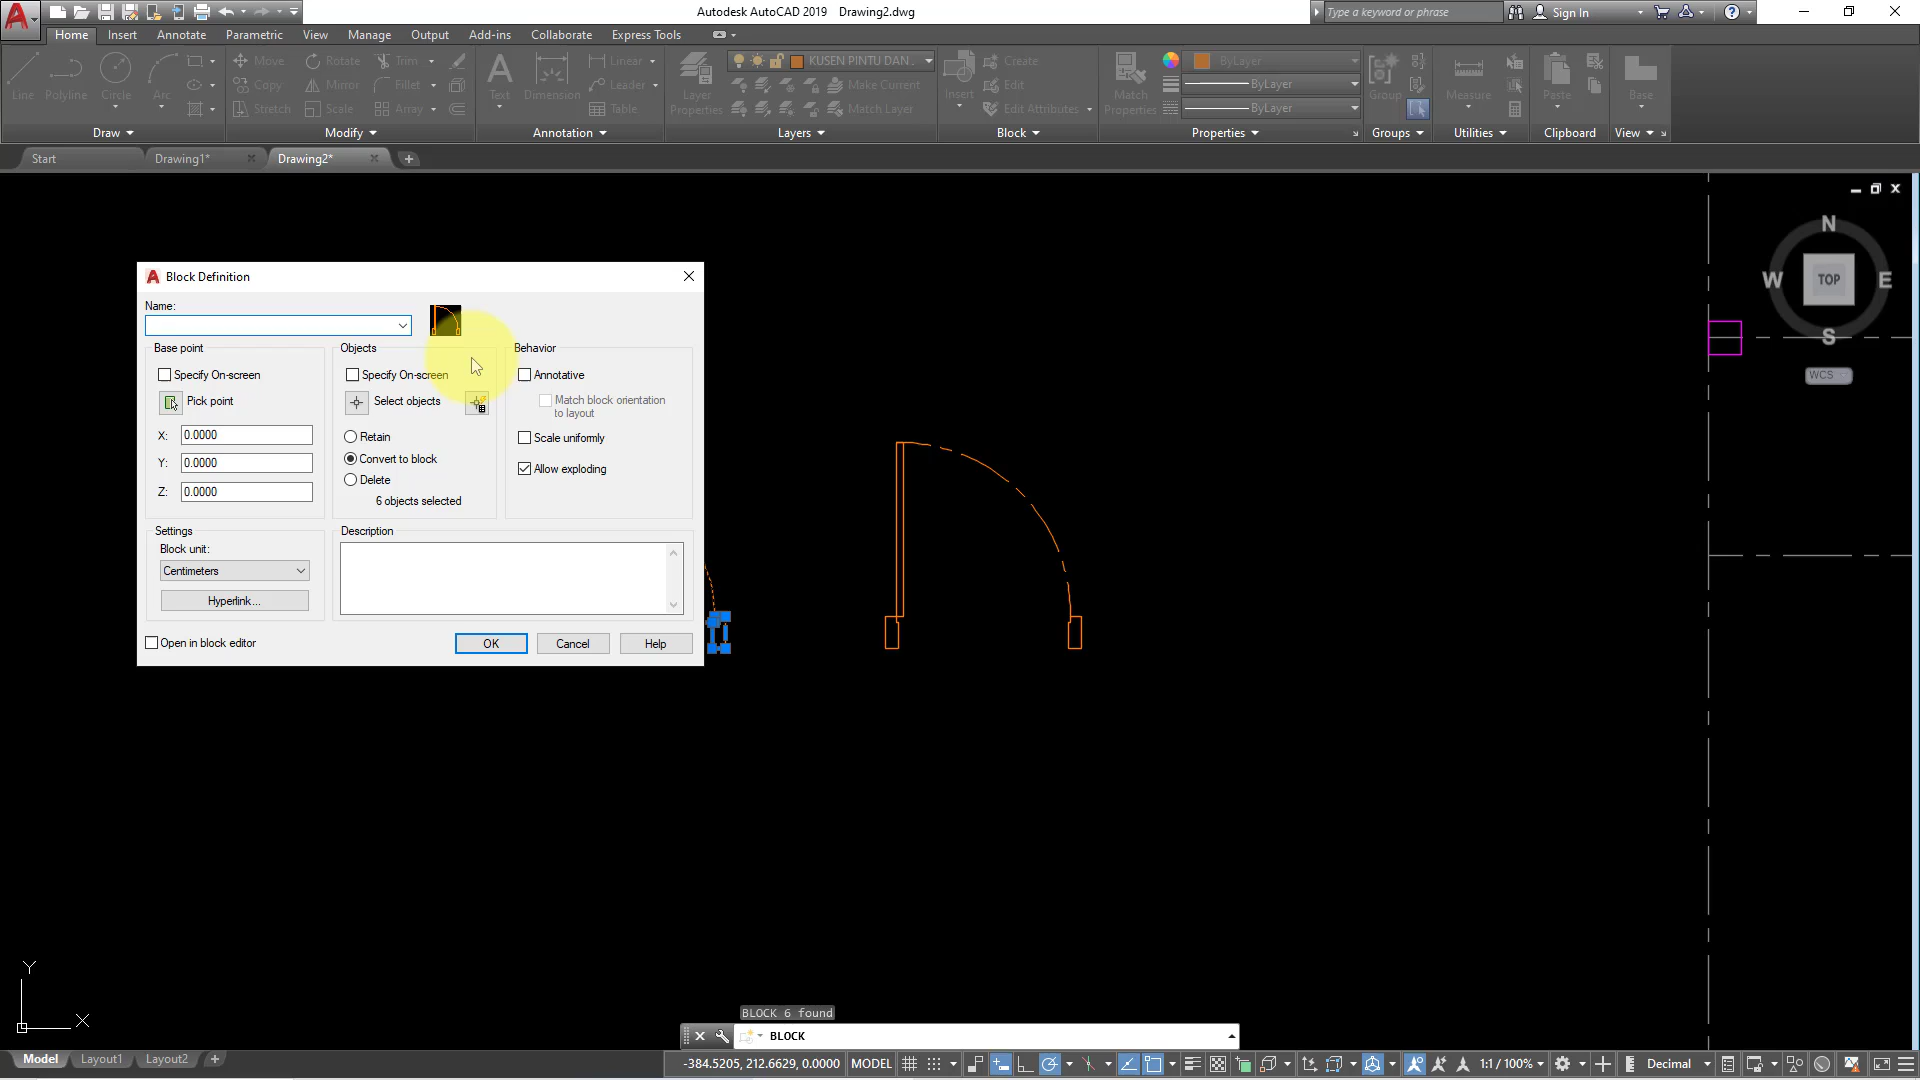 Autodesk AutoCAD 2019 Drawing2.dwg
Type a keyword or phrase
Sign In
Home Insert Annotate Parametric View Manage Output Add-ins Collaborate Express Tools
Line Polyline Circle Arc
Move Rotate Trim
Copy Mirror Fillet
Stretch Scale Array
Text Dimension
Linear
Leader
Table
Layer Properties
KUSEN PINTU DAN .
Make Current
Match Layer
Insert
Create
Edit
Edit Attributes
Match Properties
ByLayer
ByLayer
ByLayer
Group
Measure
Paste
Base
Draw Modify Annotation Layers Block Properties Groups Utilities Clipboard View
Start Drawing1* Drawing2*
N
W TOP E
S
WCS
Block Definition
Name:
Base point
Specify On-screen
Pick point
X: 0.0000
Y: 0.0000
Z: 0.0000
Objects
Specify On-screen
Select objects
Retain
Convert to block
Delete
6 objects selected
Behavior
Annotative
Match block orientation
to layout
Scale uniformly
Allow exploding
Settings
Block unit:
Centimeters
Hyperlink...
Description
Open in block editor
OK Cancel Help
Y
X
BLOCK 6 found
BLOCK
Model Layout1 Layout2
-384.5205, 212.6629, 0.0000 MODEL 1:1 / 100% Decimal